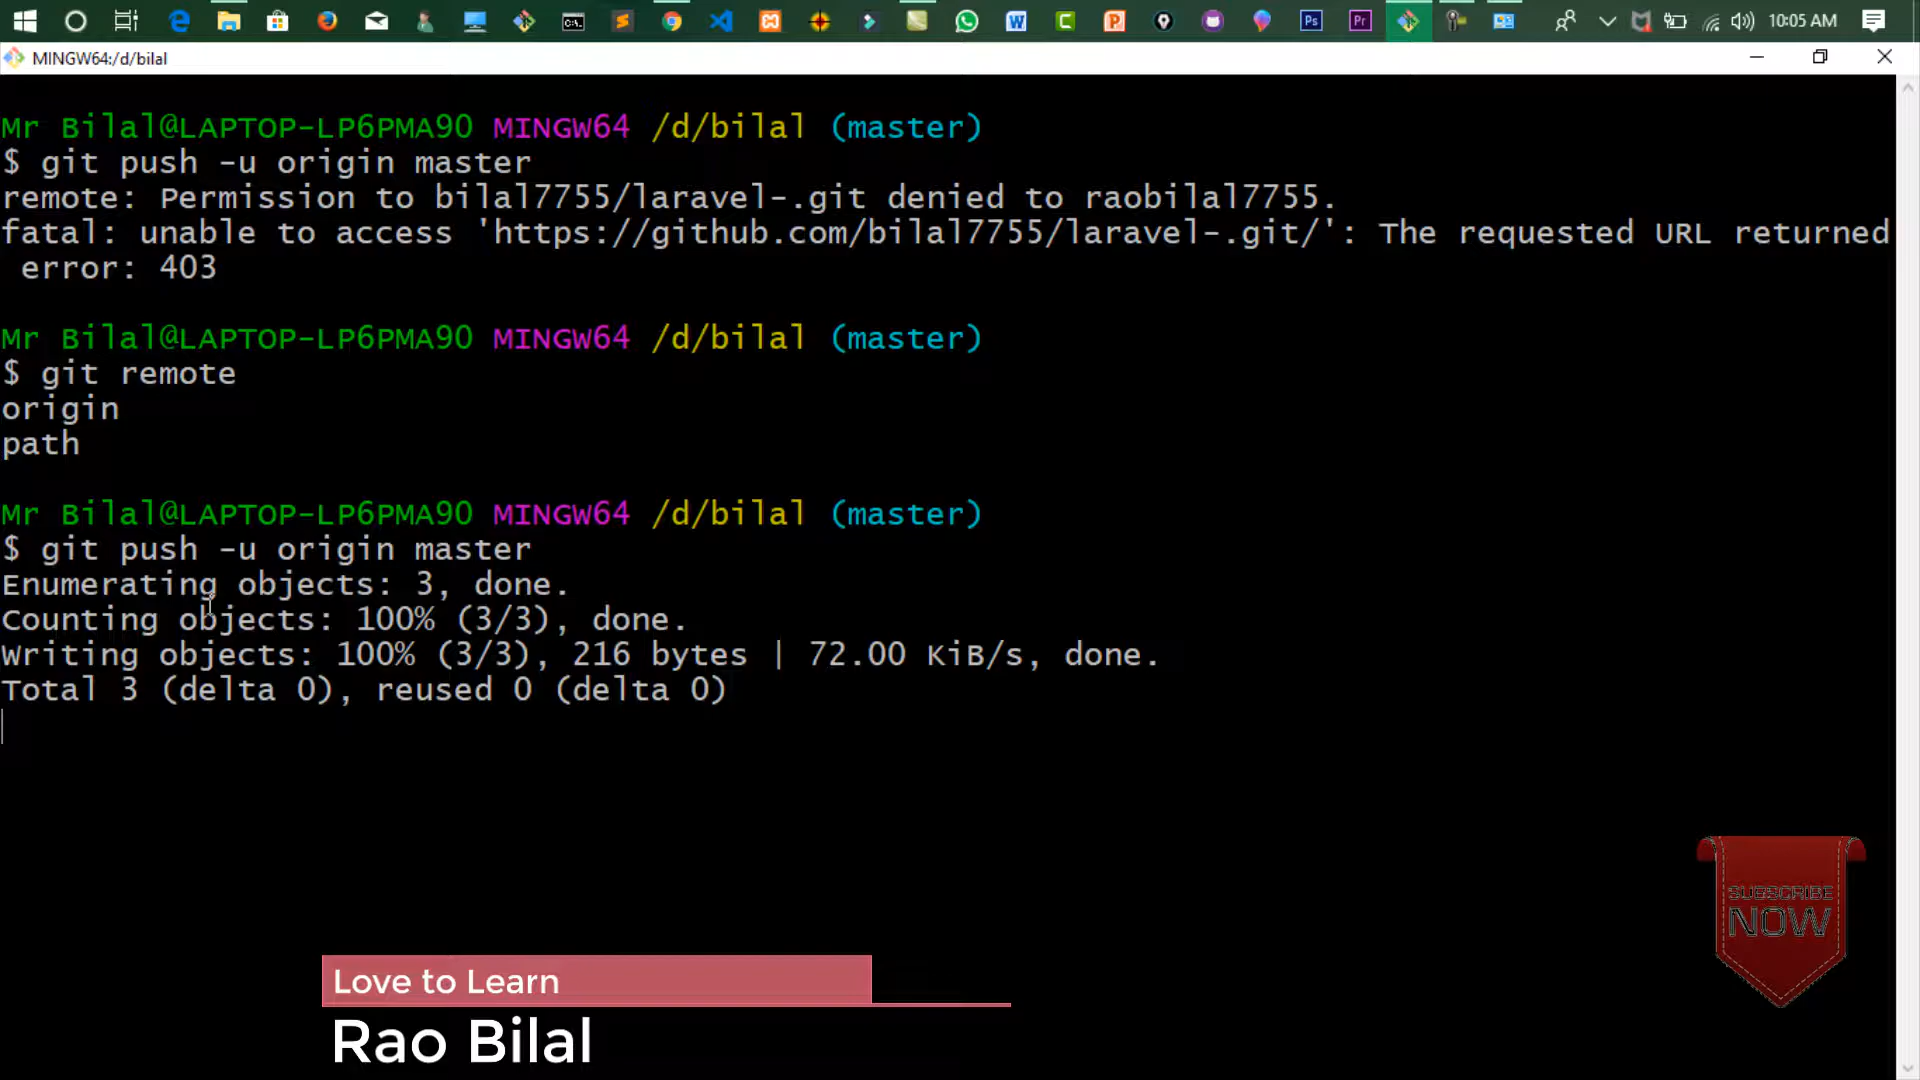 10:05 AM
MINGW64:/d/bilal
Mr Bilal@LAPTOP-LP6PMA90 MINGW64 /d/bilal (master)
$ git push -u origin master
remote: Permission to bilal7755/laravel-.git denied to raobilal7755.
fatal: unable to access 'https://github.com/bilal7755/laravel-.git/': The requested URL returned
 error: 403
Mr Bilal@LAPTOP-LP6PMA90 MINGW64 /d/bilal (master)
$ git remote
origin
path
Mr Bilal@LAPTOP-LP6PMA90 MINGW64 /d/bilal (master)
$ git push -u origin master
Enumerating objects: 3, done.
Counting objects: 100% (3/3), done.
Writing objects: 100% (3/3), 216 bytes | 72.00 KiB/s, done.
Total 3 (delta 0), reused 0 (delta 0)
SUBSCRIBE
NOW
Love to Learn
Rao Bilal